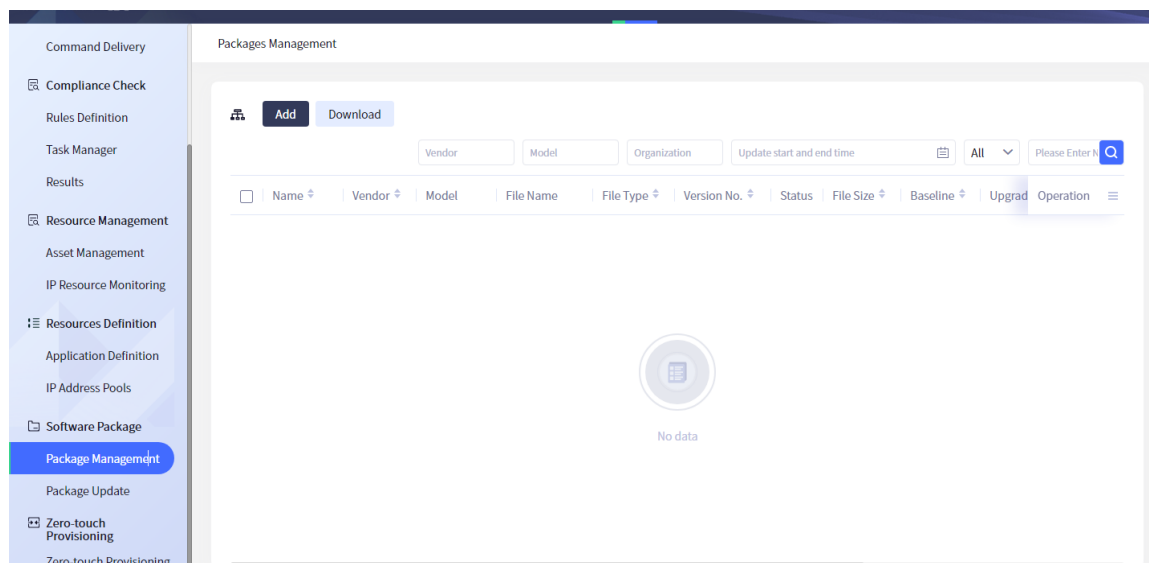 Command Delivery
Packages Management
Compliance Check
Rules Definition
Task Manager
Results
Resource Management
Asset Management
IP Resource Monitoring
Resources Definition
Application Definition
IP Address Pools
Software Package
Package Management
Package Update
Zero-touch
Provisioning
Zero-touch Provisioning
Add Download
Vendor Model Organization Update start and end time All Please Enter N
Name Vendor Model File Name File Type Version No. Status File Size Baseline Upgrad Operation
No data